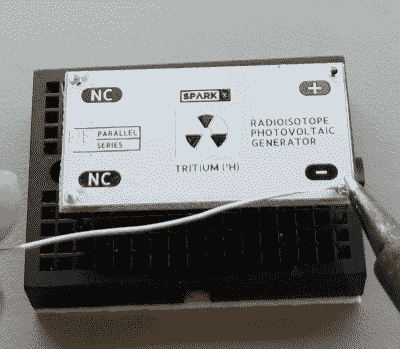 NC
SPARK
+
PARALLEL
SERIES
RADIOISOTOPE
PHOTOVOLTAIC
GENERATOR
NC
TRITIUM (³H)
-